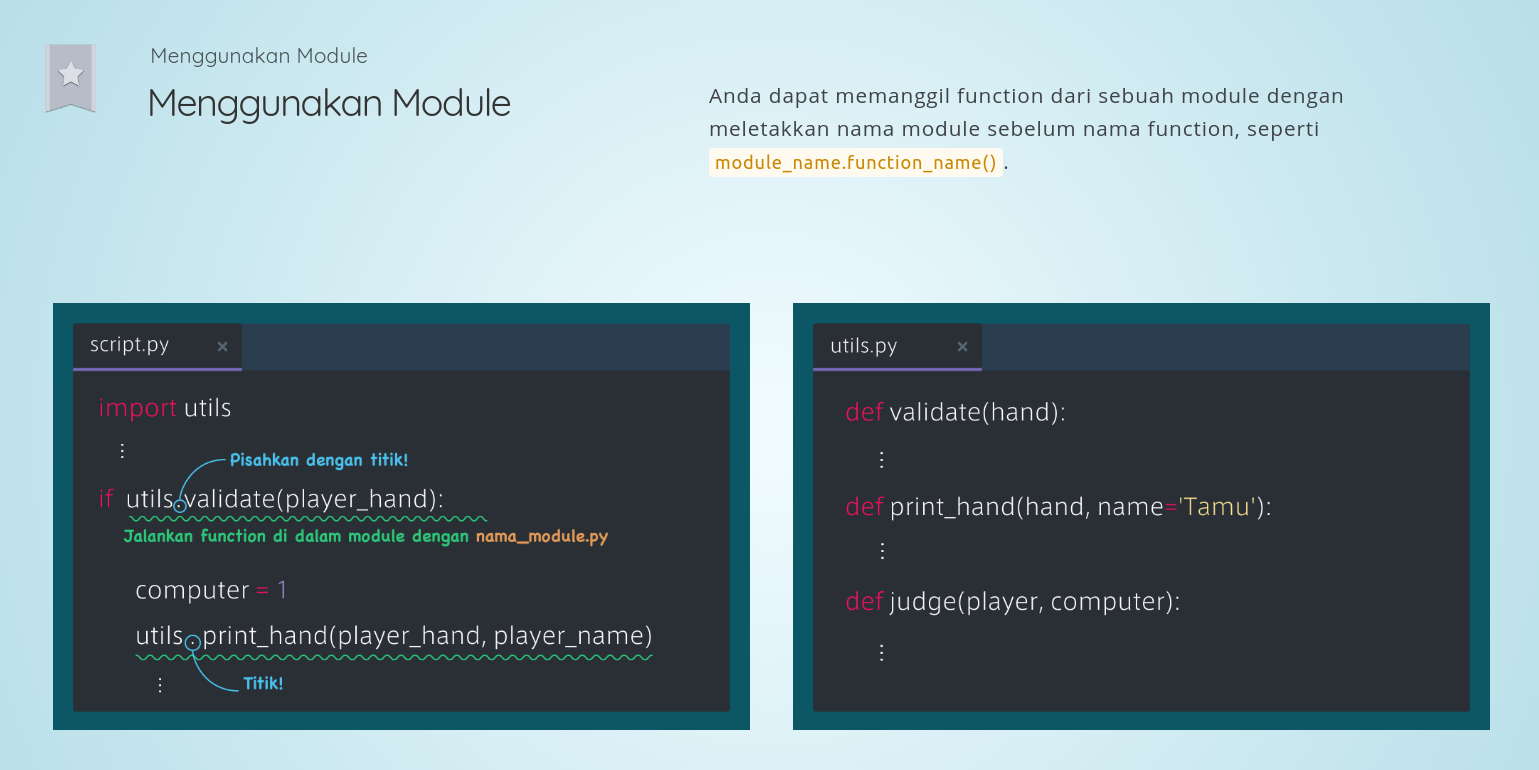 Menggunakan Module
Menggunakan Module
Anda dapat memanggil function dari sebuah module dengan
meletakkan nama module sebelum nama function, seperti
module_name.function_name().
script.py ×
import utils
⋮
Pisahkan dengan titik!
if utils.validate(player_hand):
Jalankan function di dalam module dengan nama_module.py
computer = 1
utils.print_hand(player_hand, player_name)
⋮
Titik!
utils.py ×
def validate(hand):
⋮
def print_hand(hand, name='Tamu'):
⋮
def judge(player, computer):
⋮